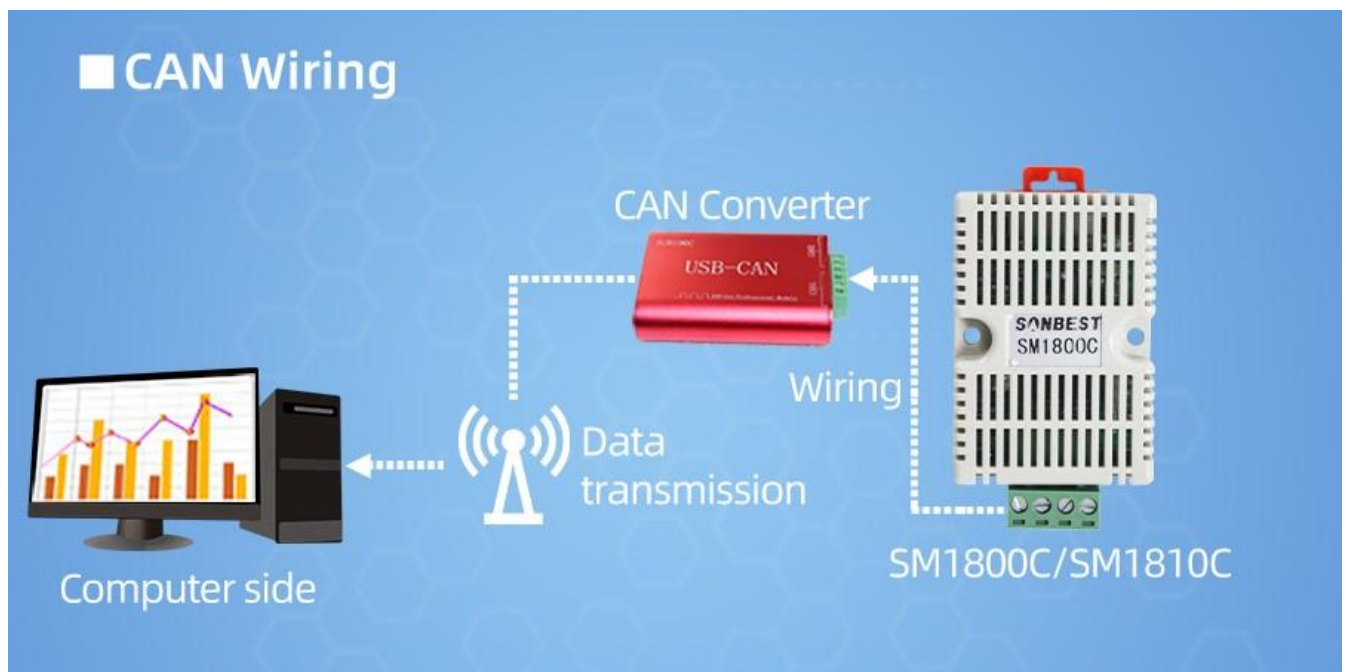 CAN Wiring
CAN Converter
USB-CAN
SONBEST
SM1800C
Wiring
Data
transmission
SM1800C/SM1810C
Computer side